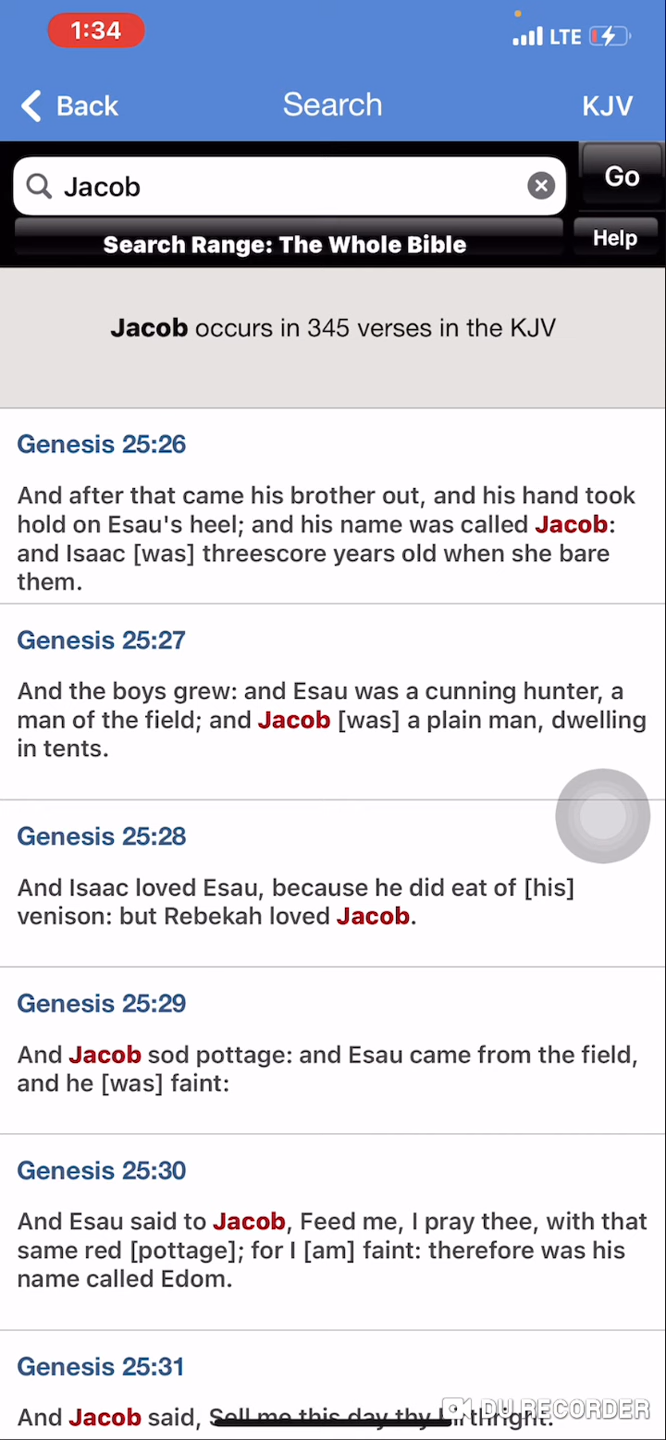 1:34
LTE
Back
Search
KJV
Jacob
Go
Search Range: The Whole Bible
Help
Jacob occurs in 345 verses in the KJV
Genesis 25:26
And after that came his brother out, and his hand took
hold on Esau's heel; and his name was called Jacob:
and Isaac [was] threescore years old when she bare
them.
Genesis 25:27
And the boys grew: and Esau was a cunning hunter, a
man of the field; and Jacob [was] a plain man, dwelling
in tents.
Genesis 25:28
And Isaac loved Esau, because he did eat of [his]
venison: but Rebekah loved Jacob.
Genesis 25:29
And Jacob sod pottage: and Esau came from the field,
and he [was] faint:
Genesis 25:30
And Esau said to Jacob, Feed me, I pray thee, with that
same red [pottage]; for I [am] faint: therefore was his
name called Edom.
Genesis 25:31
And Jacob said, Sell me this day thy birthright.
DU RECORDER